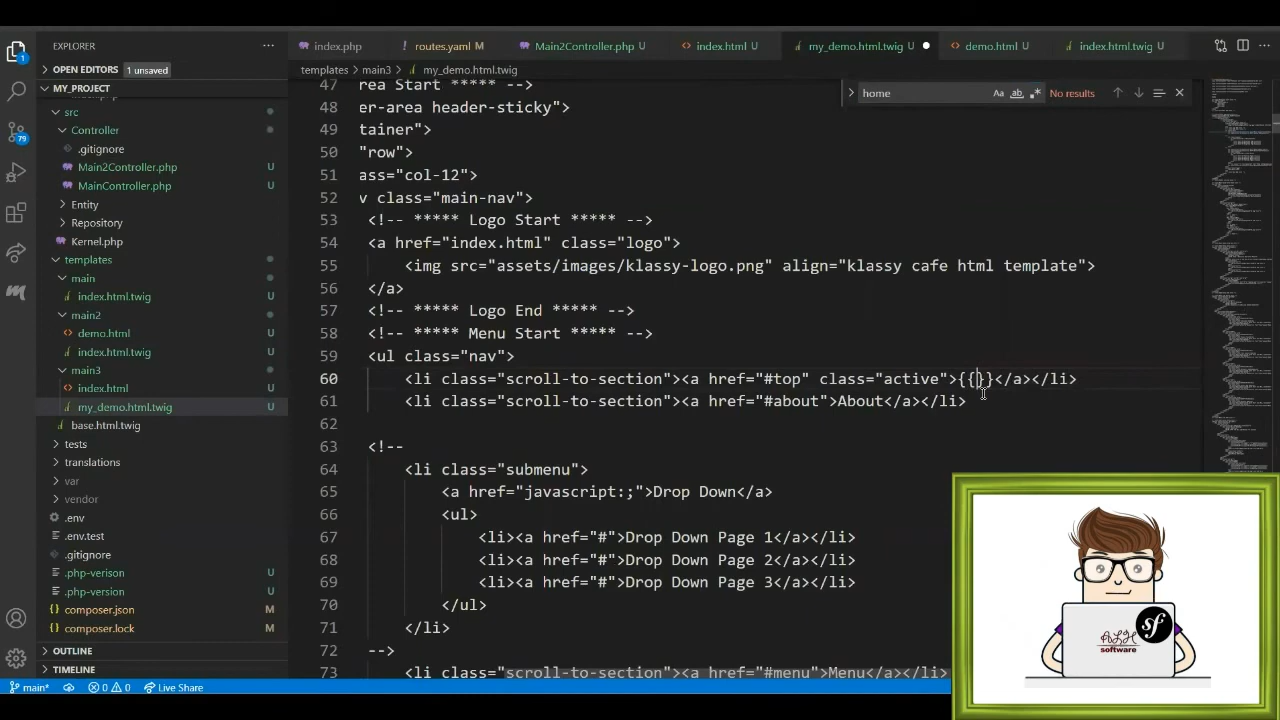 EXPLORER
OPEN EDITORS 1 unsaved
MY_PROJECT
src
Controller
.gitignore
Main2Controller.php U
MainController.php U
Entity
Repository
Kernel.php
templates
main
index.html.twig U
main2
demo.html U
index.html.twig U
main3
index.html U
my_demo.html.twig U
base.html.twig
tests
translations
var
vendor
.env
.env.test
.gitignore
.php-verison U
.php-version U
composer.json M
composer.lock M
OUTLINE
TIMELINE
1
79
index.php
routes.yaml M
Main2Controller.php U
index.html U
my_demo.html.twig U
demo.html U
index.html.twig U
templates > main3 > my_demo.html.twig
home Aa ab No results
47 rea Start ***** -->
48 er-area header-sticky">
49 tainer">
50 "row">
51 ass="col-12">
52 v class="main-nav">
53 <!-- ***** Logo Start ***** -->
54 <a href="index.html" class="logo">
55 <img src="assets/images/klassy-logo.png" align="klassy cafe html template">
56 </a>
57 <!-- ***** Logo End ***** -->
58 <!-- ***** Menu Start ***** -->
59 <ul class="nav">
60 <li class="scroll-to-section"><a href="#top" class="active">{{}}</a></li>
61 <li class="scroll-to-section"><a href="#about">About</a></li>
62
63 <!--
64 <li class="submenu">
65 <a href="javascript:;">Drop Down</a>
66 <ul>
67 <li><a href="#">Drop Down Page 1</a></li>
68 <li><a href="#">Drop Down Page 2</a></li>
69 <li><a href="#">Drop Down Page 3</a></li>
70 </ul>
71 </li>
72 -->
73 <li class="scroll-to-section"><a href="#menu">Menu</a></li>
main* 0 0 Live Share
sf
software